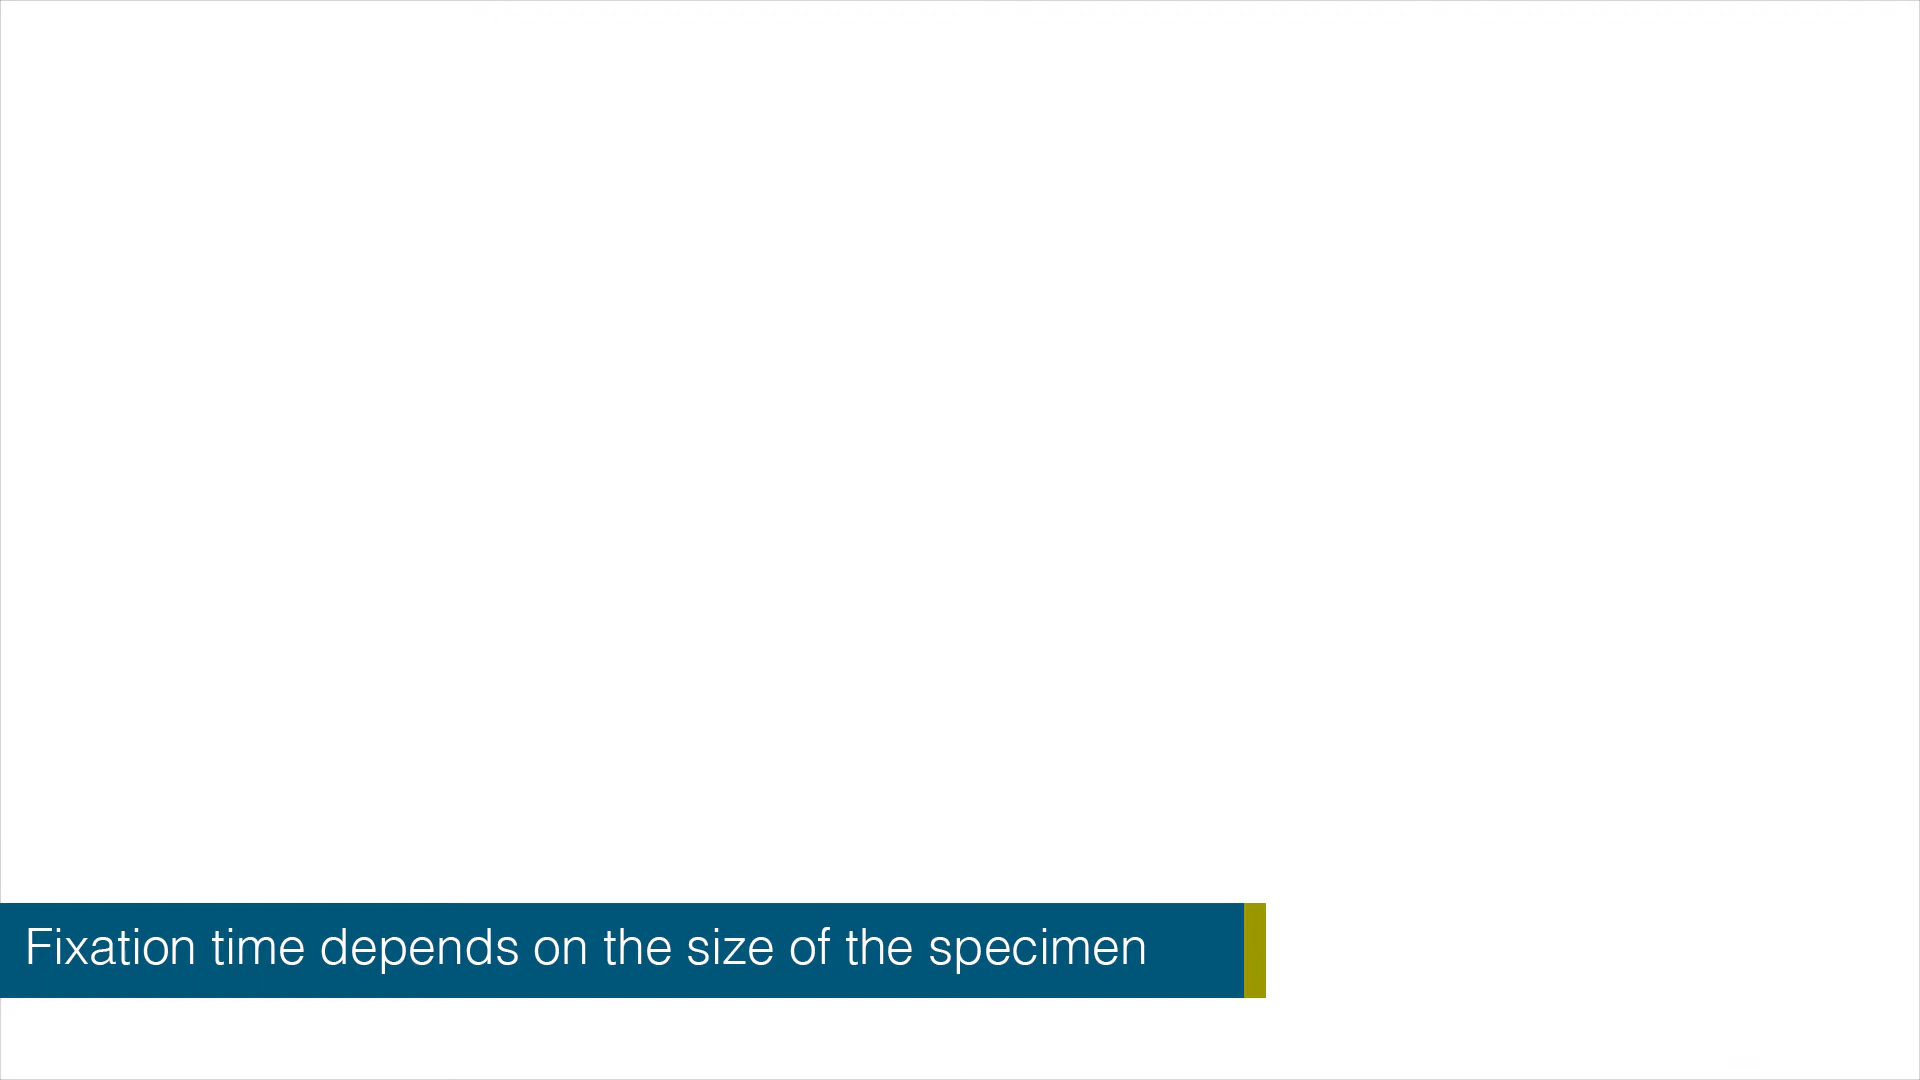 Fixation time depends on the size of the specimen